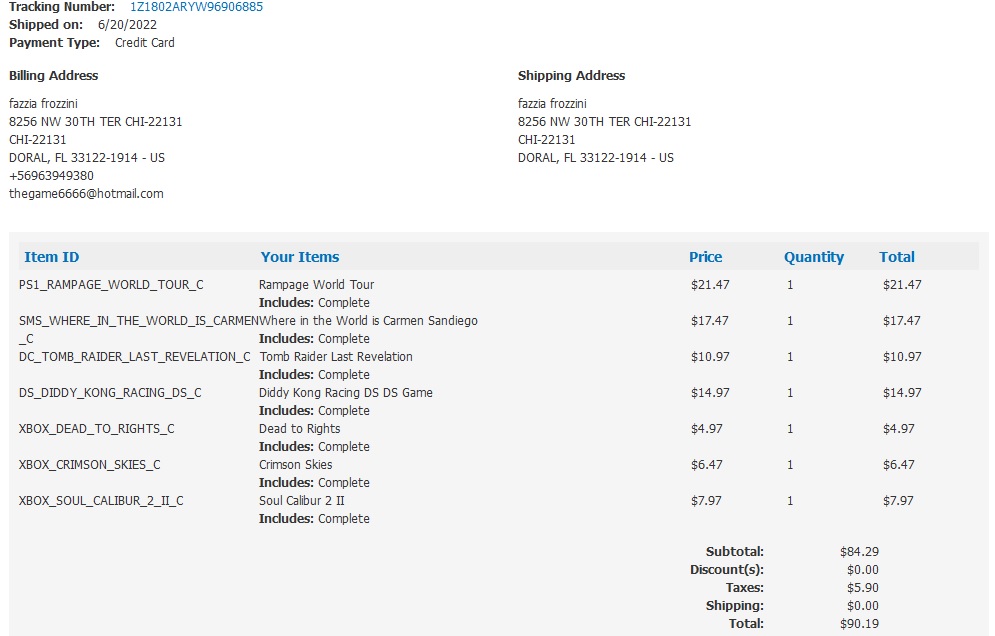 Tracking Number: 1Z1802ARYW96906885
Shipped on: 6/20/2022
Payment Type: Credit Card
Billing Address
fazzia frozzini
8256 NW 30TH TER CHI-22131
CHI-22131
DORAL, FL 33122-1914 - US
+56963949380
thegame6666@hotmail.com
Shipping Address
fazzia frozzini
8256 NW 30TH TER CHI-22131
CHI-22131
DORAL, FL 33122-1914 - US
Item ID Your Items Price Quantity Total
PS1_RAMPAGE_WORLD_TOUR_C Rampage World Tour $21.47 1 $21.47
Includes: Complete
SMS_WHERE_IN_THE_WORLD_IS_CARMEN Where in the World is Carmen Sandiego $17.47 1 $17.47
_C Includes: Complete
DC_TOMB_RAIDER_LAST_REVELATION_C Tomb Raider Last Revelation $10.97 1 $10.97
Includes: Complete
DS_DIDDY_KONG_RACING_DS_C Diddy Kong Racing DS DS Game $14.97 1 $14.97
Includes: Complete
XBOX_DEAD_TO_RIGHTS_C Dead to Rights $4.97 1 $4.97
Includes: Complete
XBOX_CRIMSON_SKIES_C Crimson Skies $6.47 1 $6.47
Includes: Complete
XBOX_SOUL_CALIBUR_2_II_C Soul Calibur 2 II $7.97 1 $7.97
Includes: Complete
Subtotal: $84.29
Discount(s): $0.00
Taxes: $5.90
Shipping: $0.00
Total: $90.19